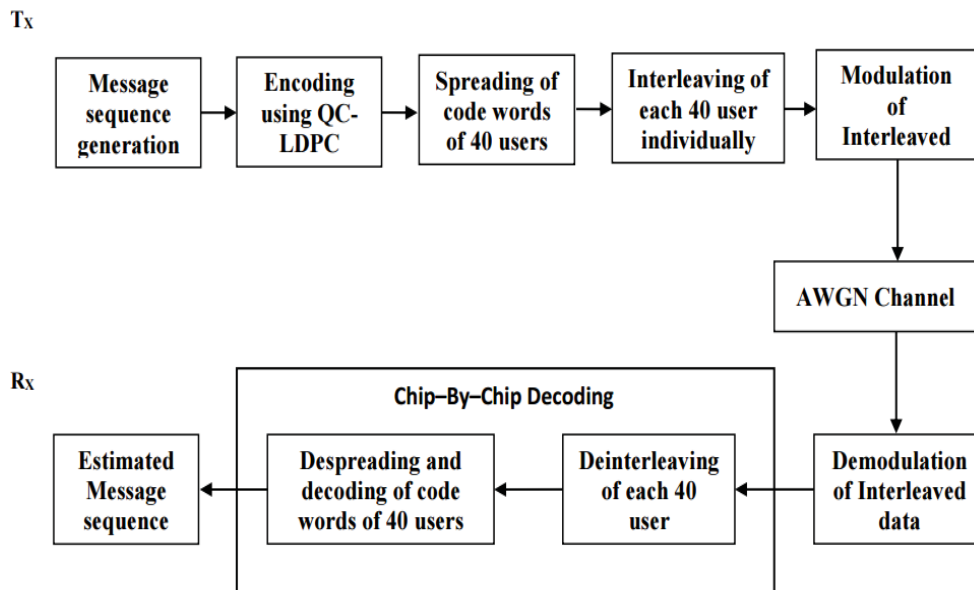 Tx
Message
sequence
generation
Encoding
using QC-
LDPC
Spreading of
code words
of 40 users
Interleaving of
each 40 user
individually
Modulation
of
Interleaved
AWGN Channel
Rx
Chip–By–Chip Decoding
Estimated
Message
sequence
Despreading and
decoding of code
words of 40 users
Deinterleaving
of each 40
user
Demodulation
of Interleaved
data